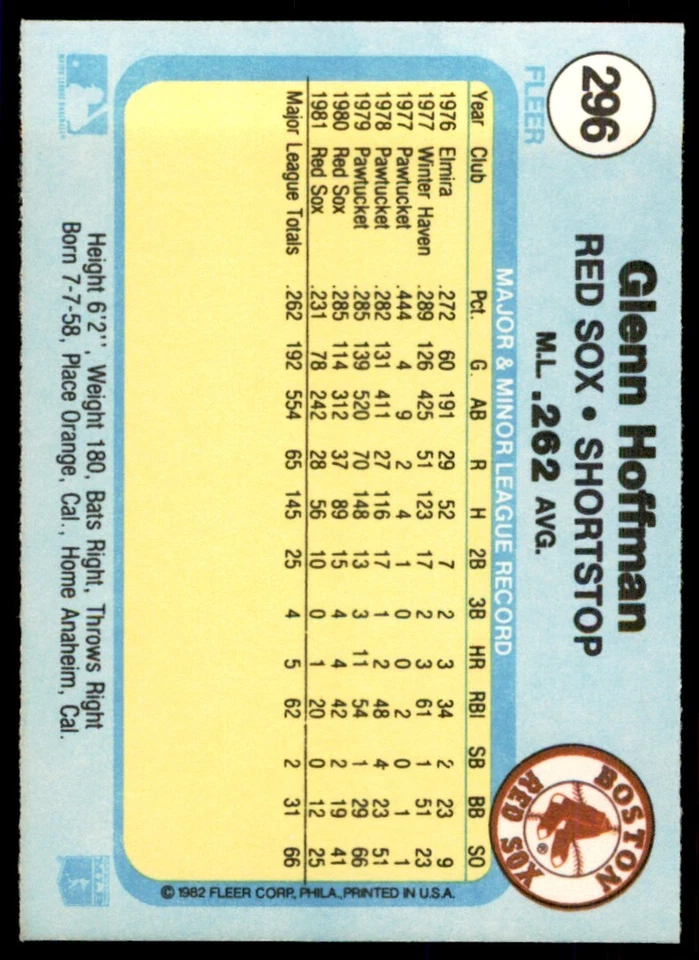 296
FLEER
Glenn Hoffman
RED SOX • SHORTSTOP
M.L. .262 AVG.
BOSTON
RED SOX
®
MAJOR & MINOR LEAGUE RECORD
Year Club Pct. G. AB R H 2B 3B HR RBI SB BB SO
1976 Elmira .272 60 191 29 52 7 2 3 34 2 23 9
1977 Winter Haven .289 126 425 51 123 17 2 3 61 1 51 23
1977 Pawtucket .444 4 9 2 4 1 0 0 2 0 1 1
1978 Pawtucket .282 131 411 27 116 17 1 2 48 4 23 51
1979 Pawtucket .285 139 520 70 148 13 3 11 54 1 29 66
1980 Red Sox .285 114 312 37 89 15 4 4 42 2 19 41
1981 Red Sox .231 78 242 28 56 10 0 1 20 0 12 25
Major League Totals .262 192 554 65 145 25 4 5 62 2 31 66
© 1982 FLEER CORP., PHILA., PRINTED IN U.S.A.
MAJOR LEAGUE BASEBALL
Height 6'2", Weight 180, Bats Right, Throws Right
Born 7-7-58, Place Orange, Cal., Home Anaheim, Cal.